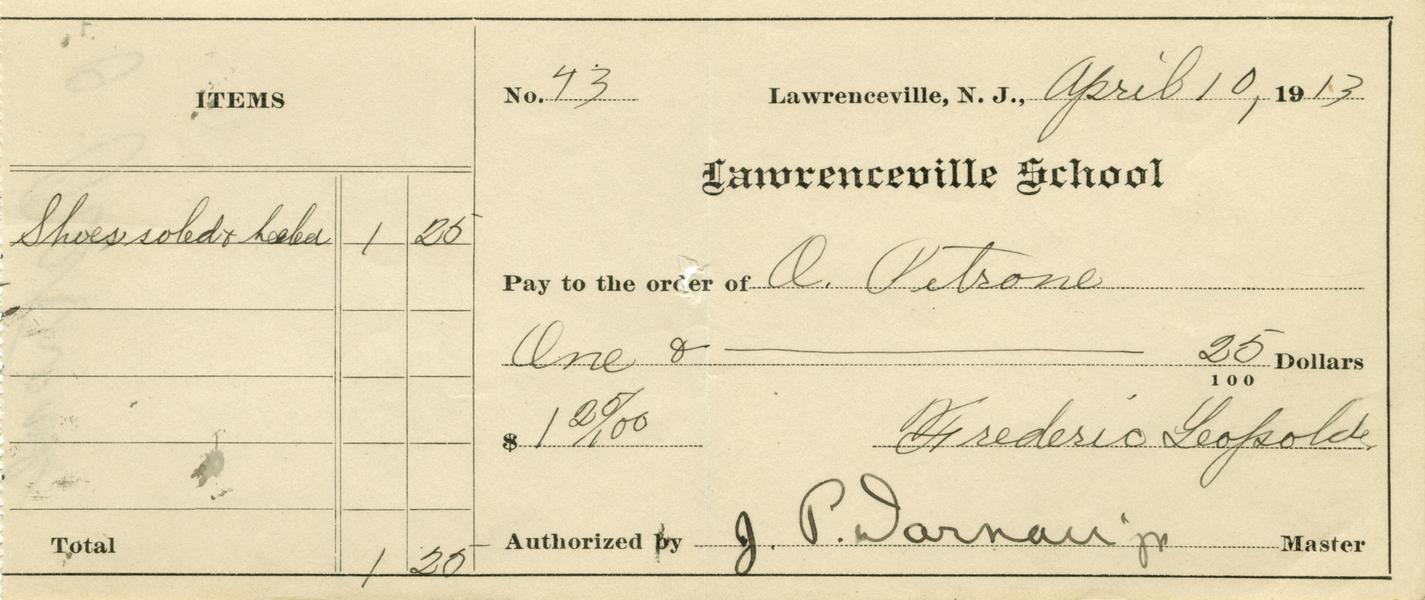 ITEMS
Shoes soled & heeled 1 25
Total 1 25
No. 43 Lawrenceville, N. J., April 10, 1913
Lawrenceville School
Pay to the order of O. Petrone
One & 25/100 Dollars
$ 1 25/100
Frederic Leopold
Authorized by J. P. Jr. Master